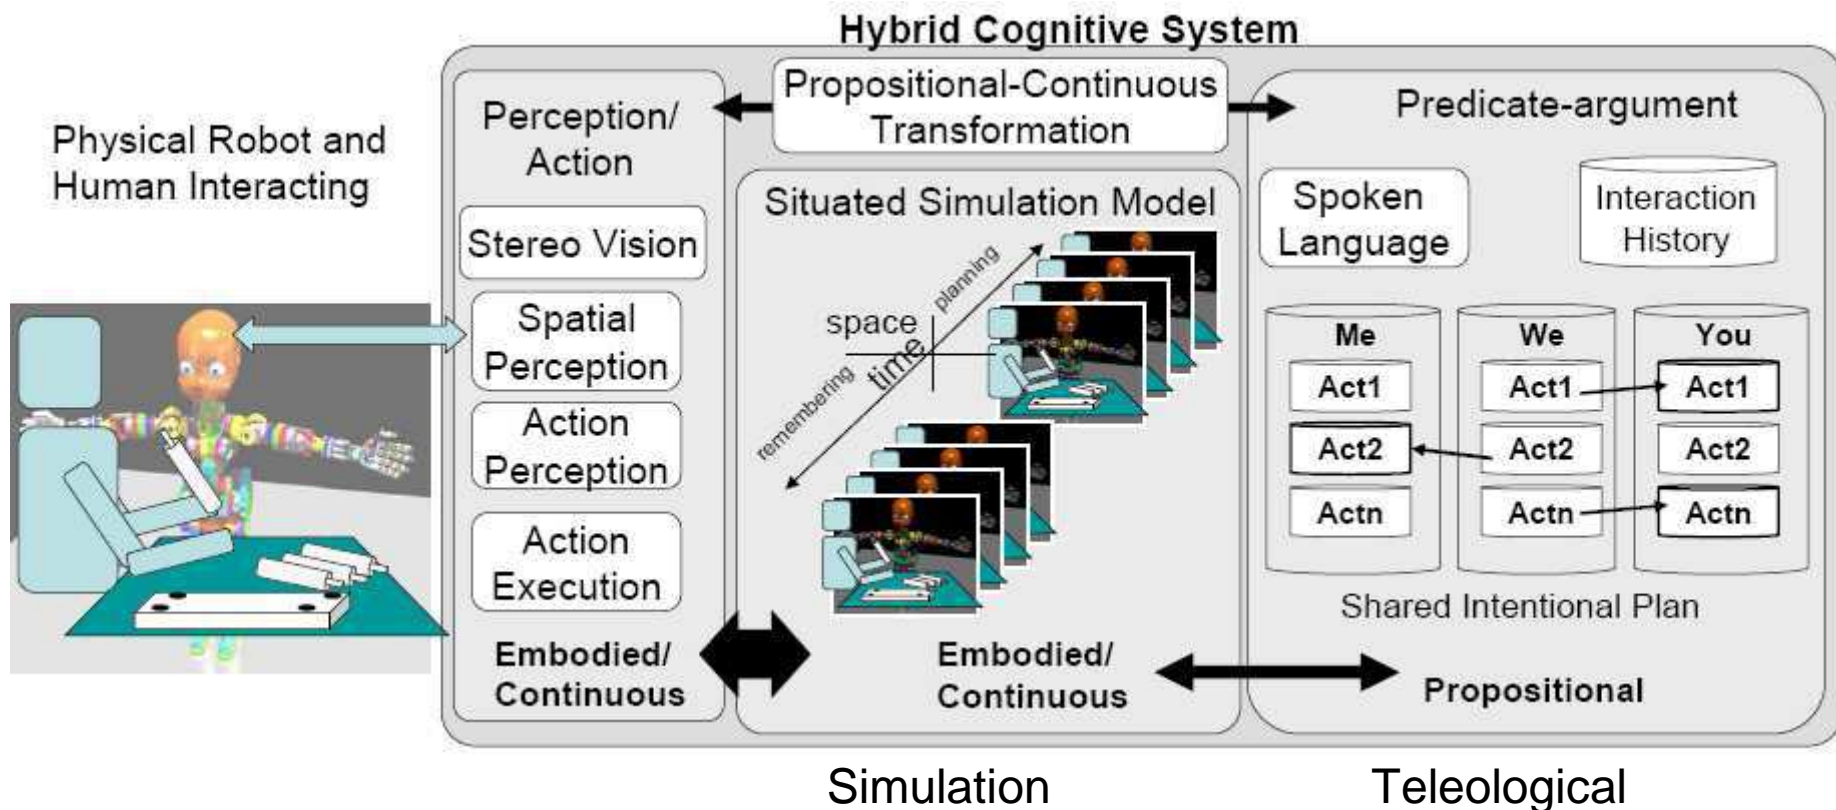 Hybrid Cognitive System
Physical Robot and
Human Interacting
Perception/
Action
Stereo Vision
Spatial
Perception
Action
Perception
Action
Execution
Embodied/
Continuous
Propositional-Continuous
Transformation
Situated Simulation Model
space
time
planning
remembering
Embodied/
Continuous
Predicate-argument
Spoken
Language
Interaction
History
Me
Act1
Act2
Actn
We
Act1
Act2
Actn
You
Act1
Act2
Actn
Shared Intentional Plan
Propositional
Simulation
Teleological